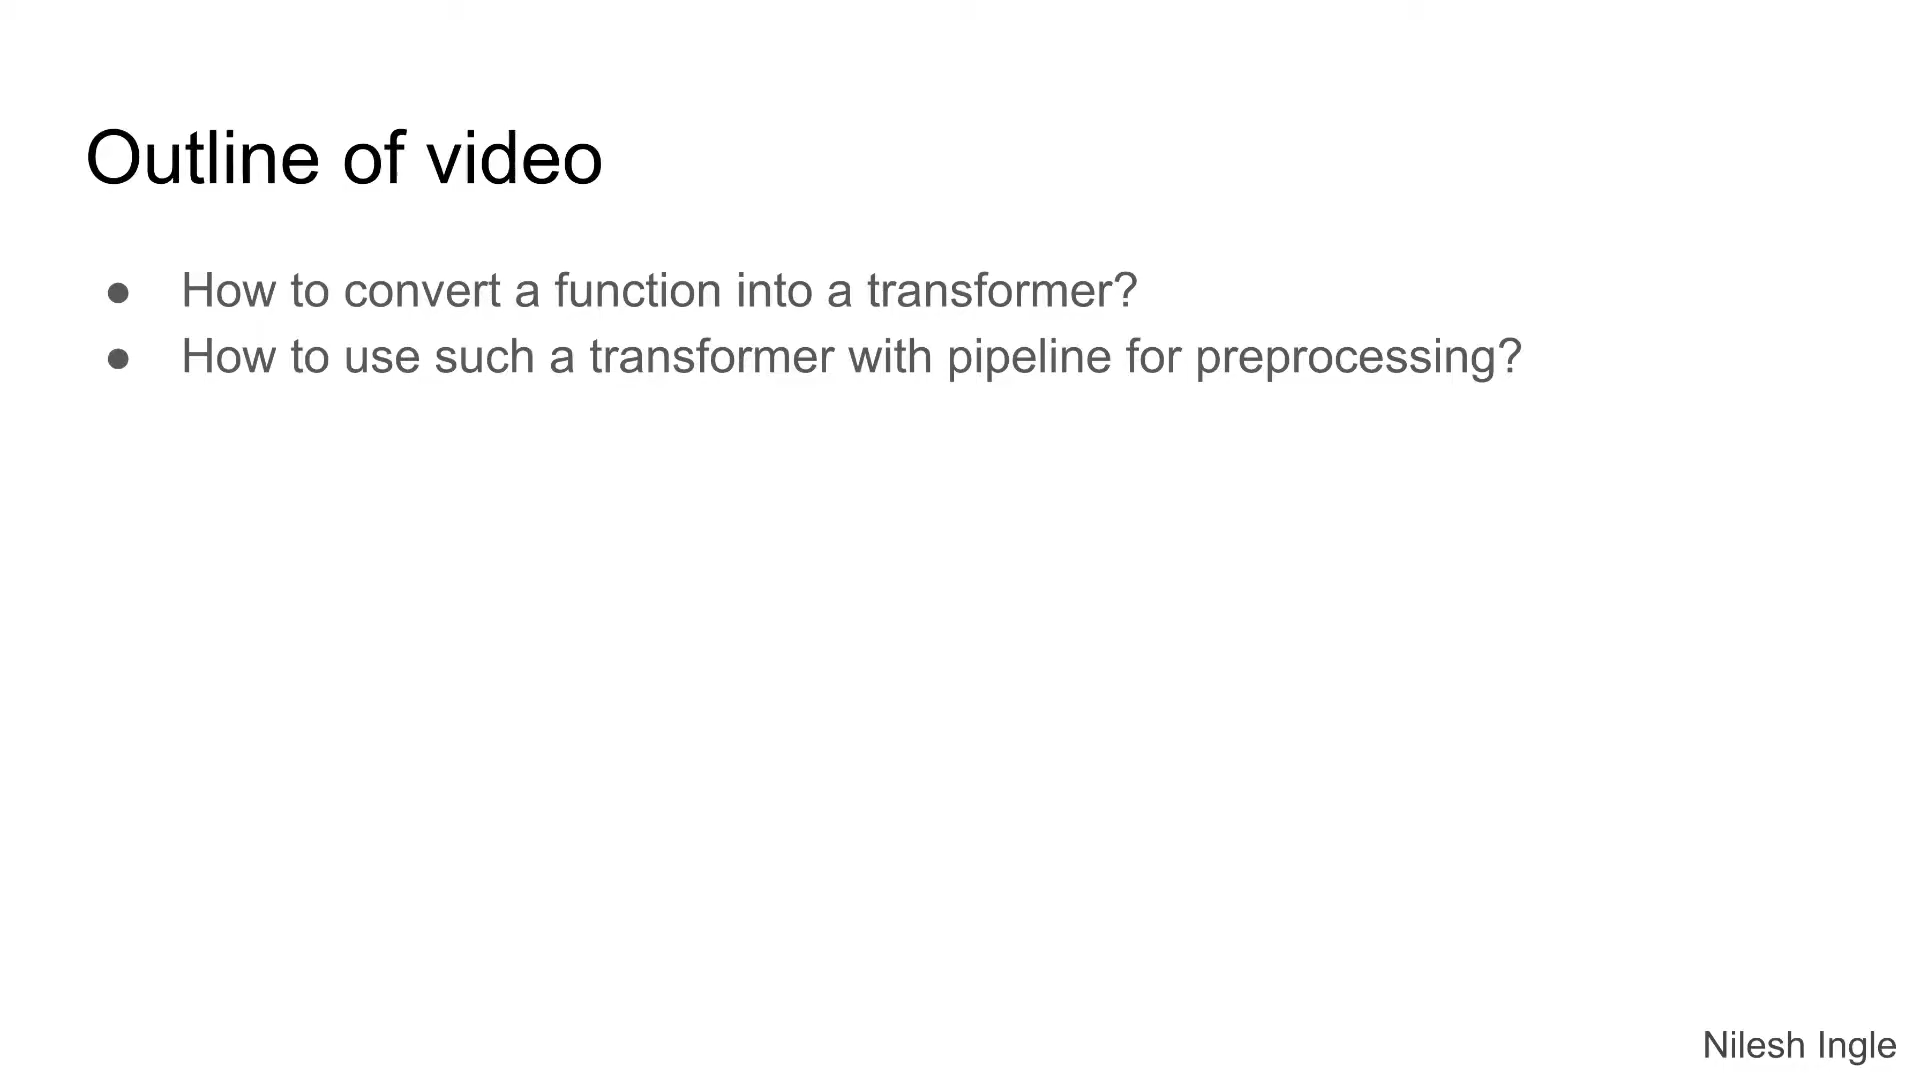 Outline of video
● How to convert a function into a transformer?
● How to use such a transformer with pipeline for preprocessing?
Nilesh Ingle